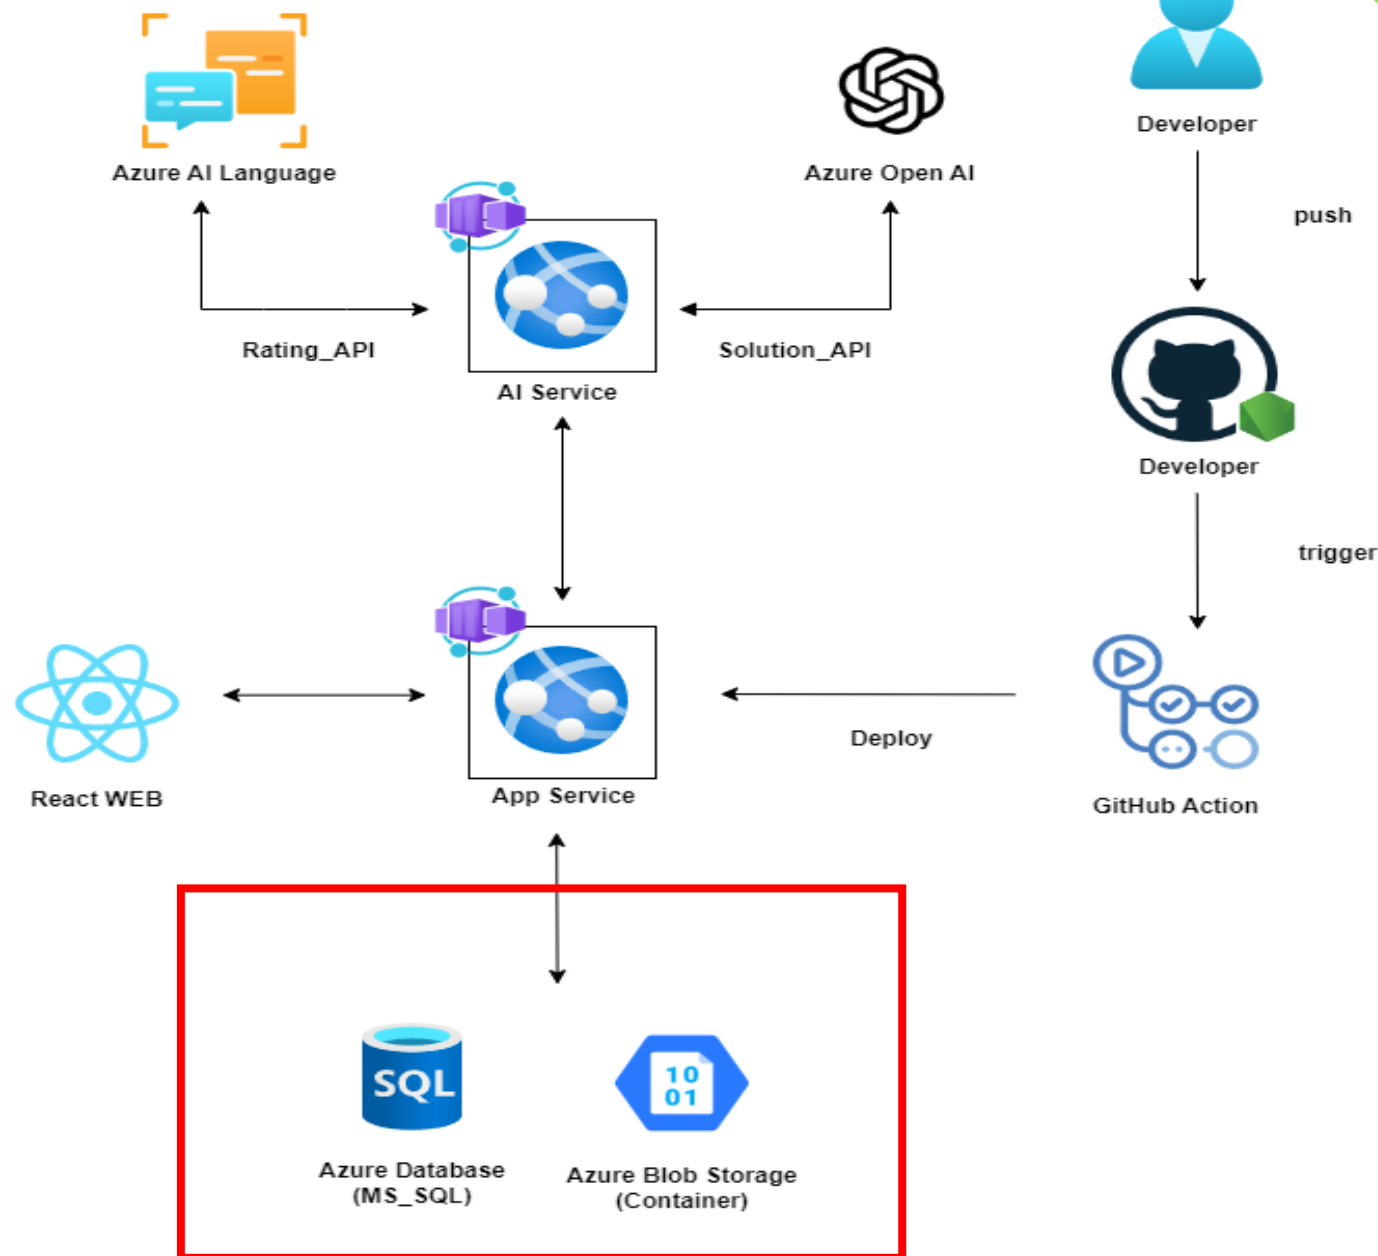 Azure AI Language
Azure Open AI
Developer
push
Rating_API
Solution_API
AI Service
Developer
trigger
React WEB
App Service
Deploy
GitHub Action
SQL
10
01
Azure Database
(MS_SQL)
Azure Blob Storage
(Container)